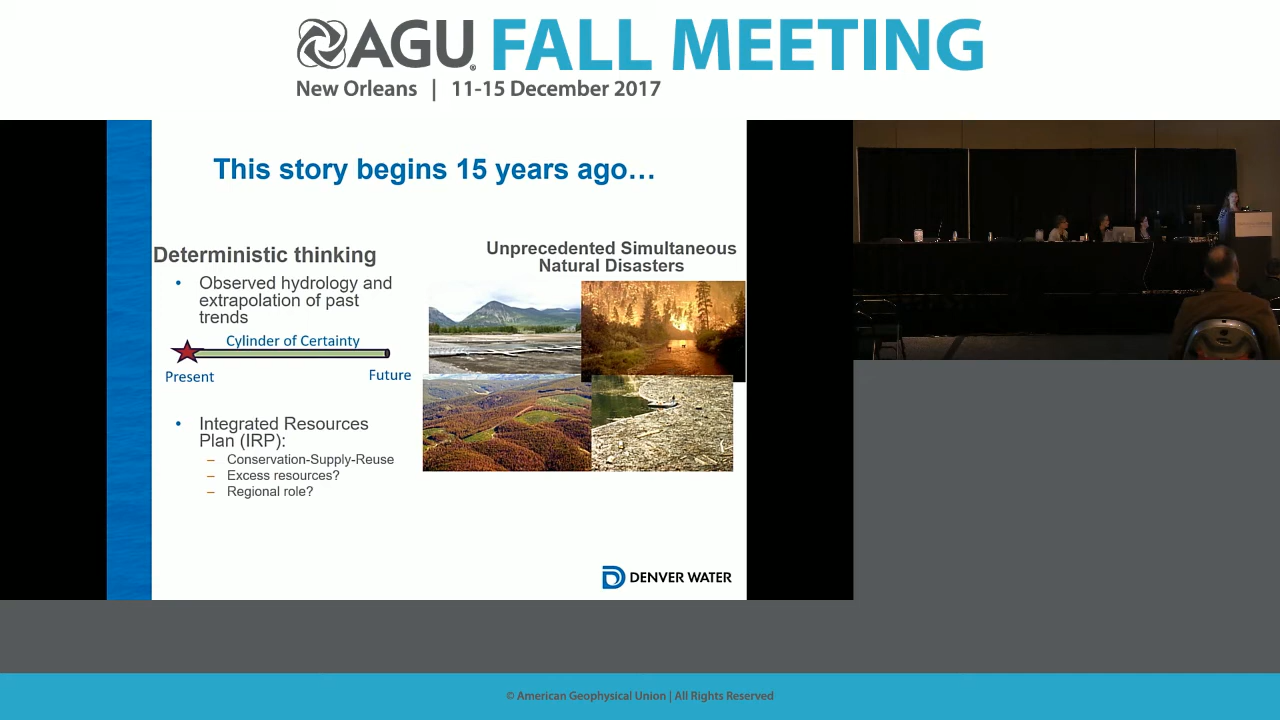 AGU FALL MEETING
New Orleans | 11-15 December 2017
This story begins 15 years ago…
Deterministic thinking
• Observed hydrology and
extrapolation of past
trends
Cylinder of Certainty
Present
Future
• Integrated Resources
Plan (IRP):
– Conservation-Supply-Reuse
– Excess resources?
– Regional role?
Unprecedented Simultaneous
Natural Disasters
DENVER WATER
© American Geophysical Union | All Rights Reserved